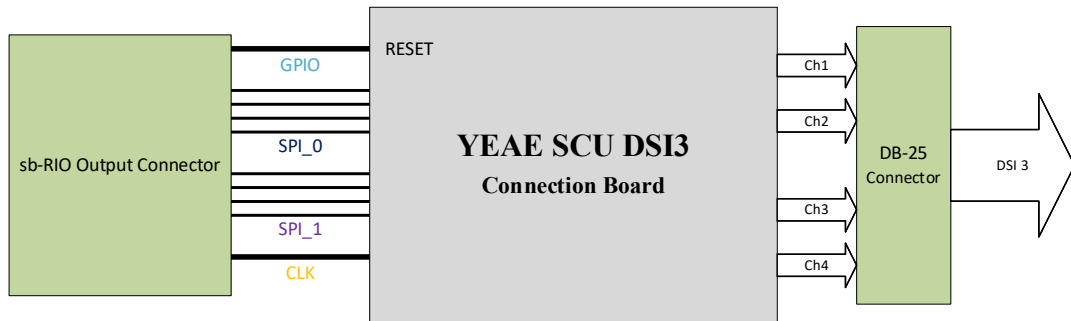 sb-RIO Output Connector
GPIO
SPI_0
SPI_1
CLK
RESET
YEAE SCU DSI3
Connection Board
Ch1
Ch2
Ch3
Ch4
DB-25
Connector
DSI 3